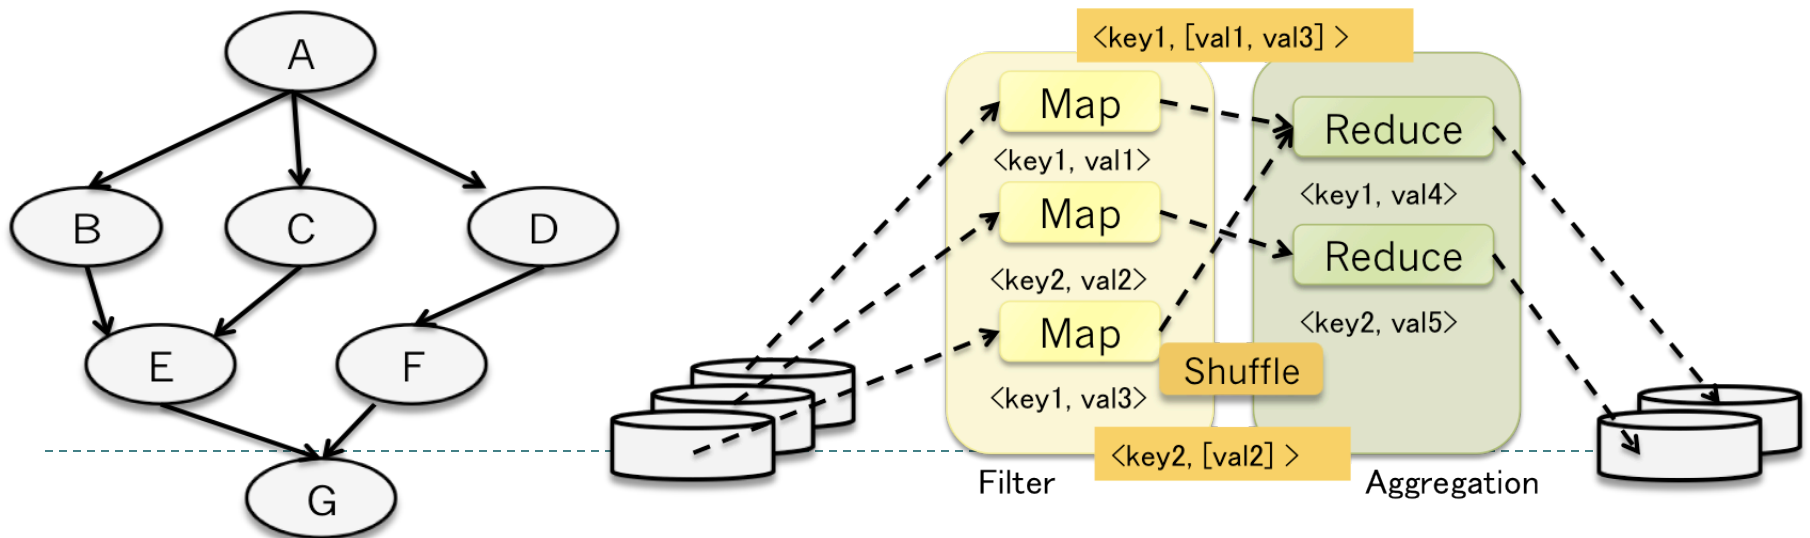 A
B
C
D
E
F
G
<key1, [val1, val3] >
Map
<key1, val1>
Map
<key2, val2>
Map
<key1, val3>
Shuffle
Reduce
<key1, val4>
Reduce
<key2, val5>
<key2, [val2] >
Filter
Aggregation